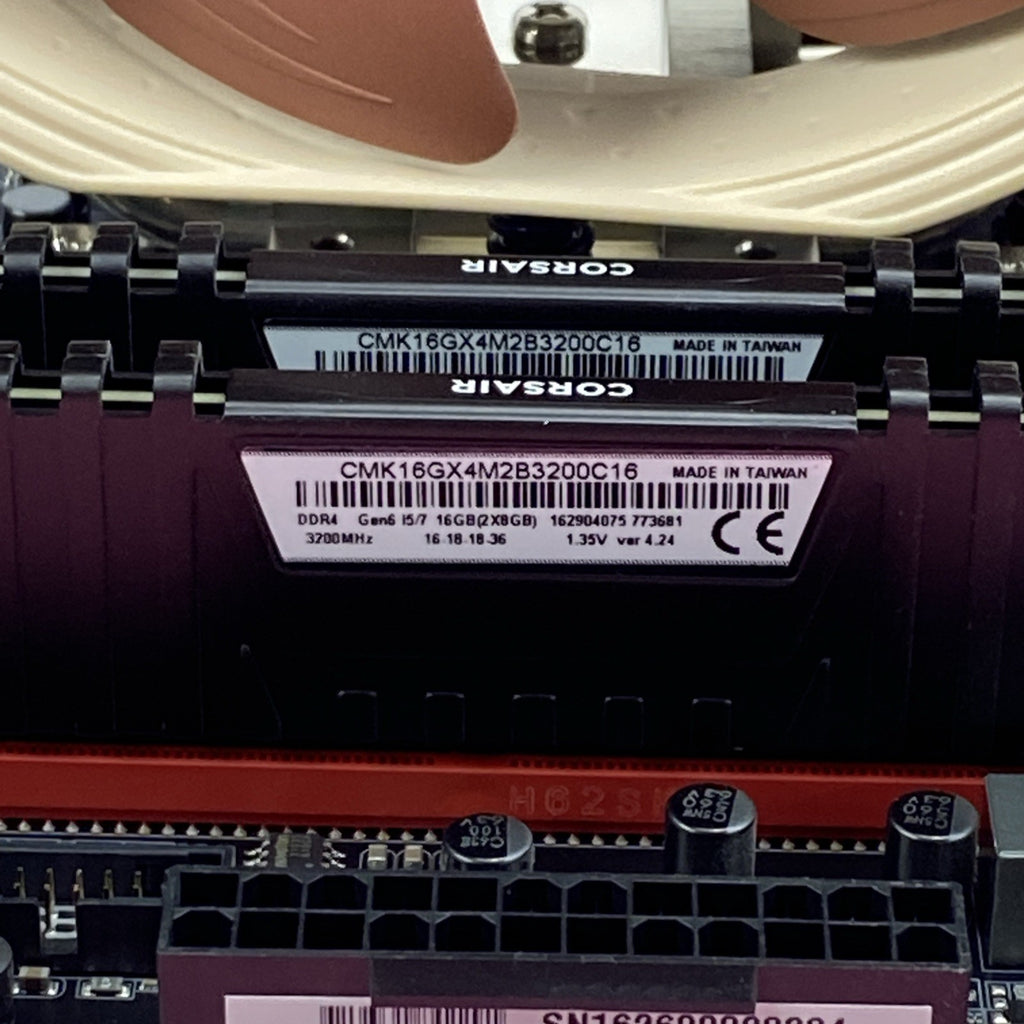 CORSAIR
CMK16GX4M2B3200C16 MADE IN TAIWAN
CORSAIR
CMK16GX4M2B3200C16 MADE IN TAIWAN
DDR4 Gen6 I5/7 16GB(2X8GB) 162904075 773681
3200MHz 16-18-18-36 1.35V ver 4.24
CE